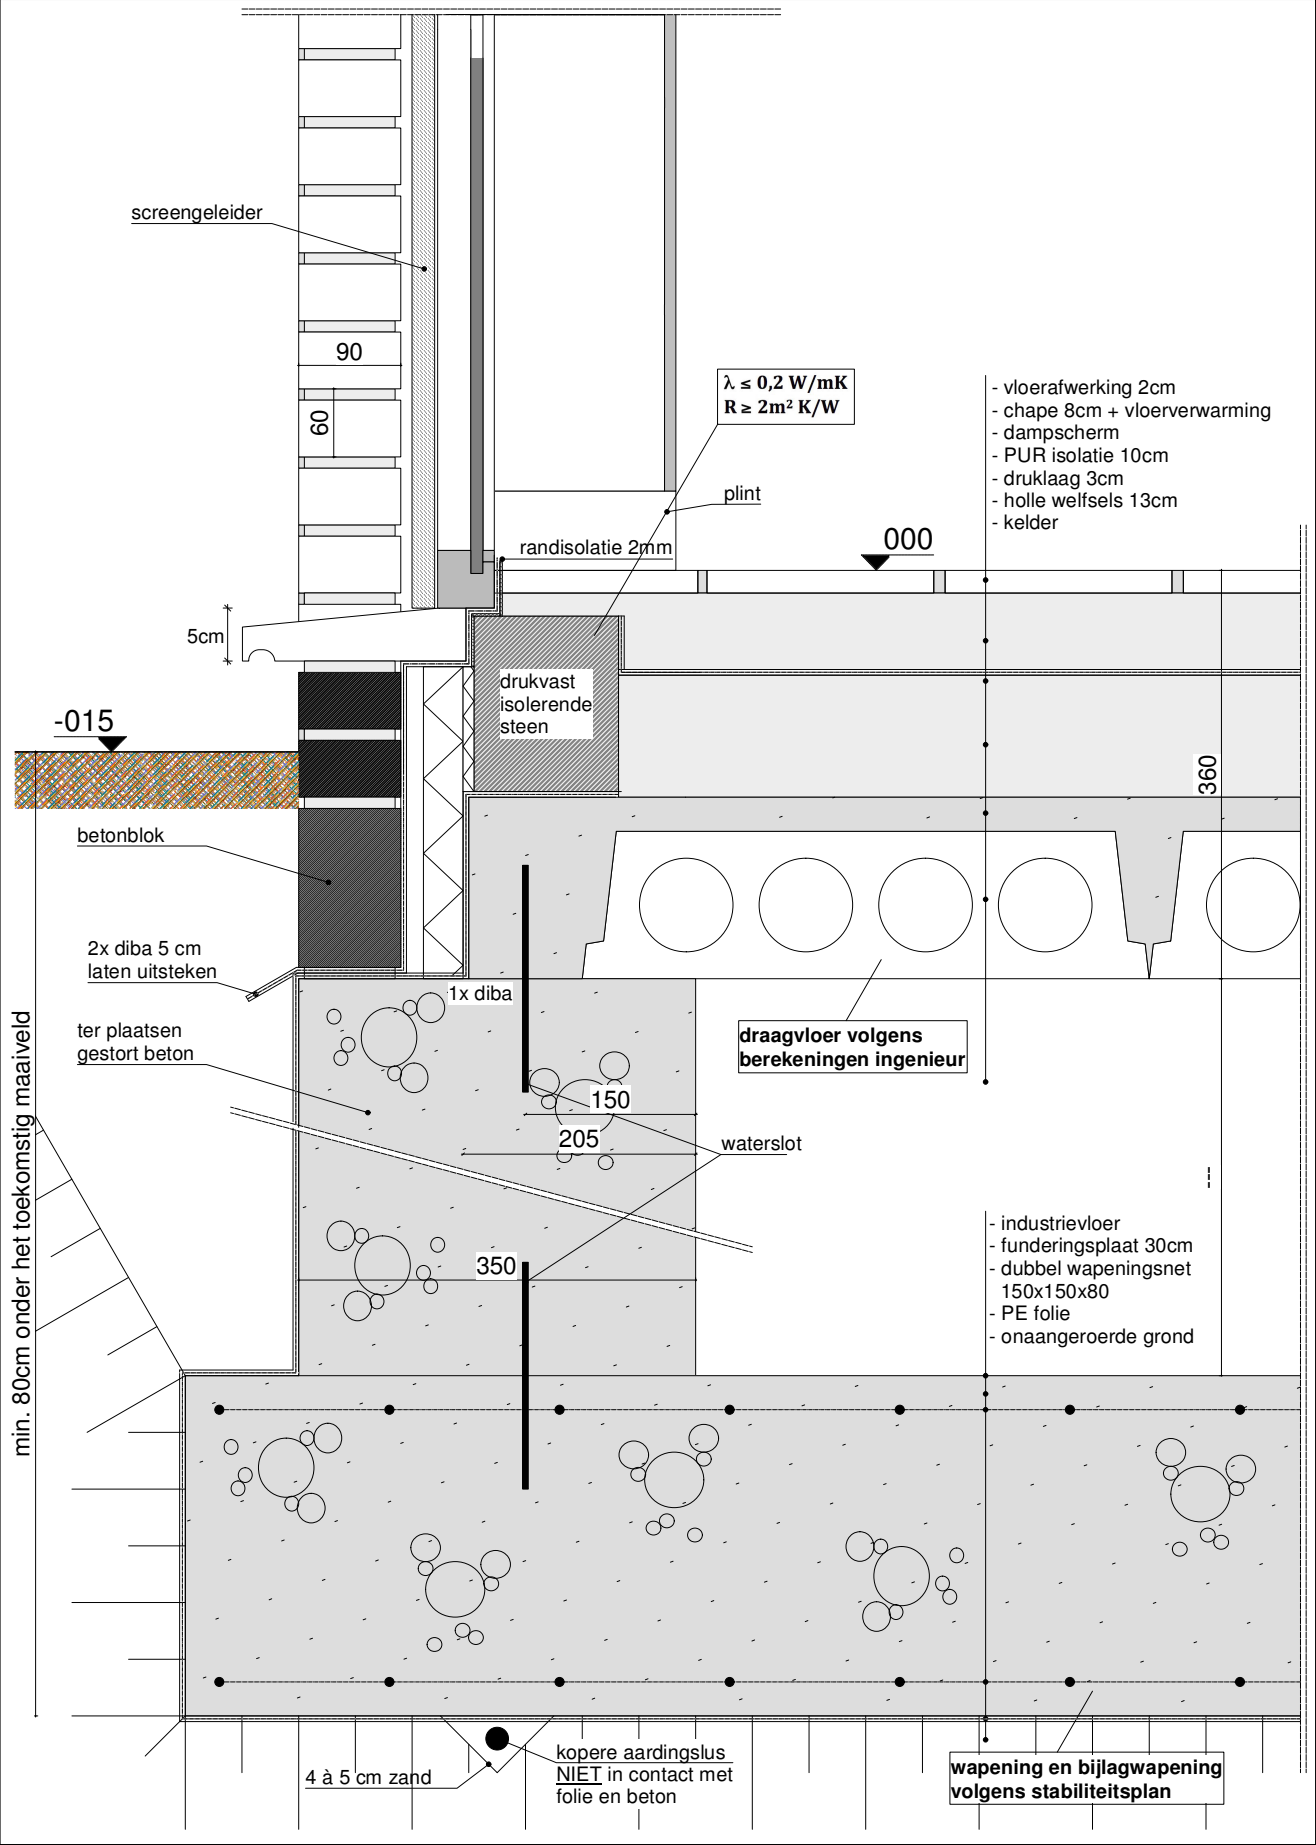 screengeleider
90
60
λ ≤ 0,2 W/mK
R ≥ 2m² K/W
- vloerafwerking 2cm
- chape 8cm + vloerverwarming
- dampscherm
- PUR isolatie 10cm
- druklaag 3cm
- holle welfsels 13cm
- kelder
plint
randisolatie 2mm
000
5cm
drukvast
isolerende
steen
-015
360
betonblok
2x diba 5 cm
laten uitsteken
1x diba
ter plaatsen
gestort beton
draagvloer volgens
berekeningen ingenieur
150
205
waterslot
350
min. 80cm onder het toekomstig maaiveld
- industrievloer
- funderingsplaat 30cm
- dubbel wapeningsnet
150x150x80
- PE folie
- onaangeroerde grond
4 à 5 cm zand
kopere aardingslus
NIET in contact met
folie en beton
wapening en bijlagwapening
volgens stabiliteitsplan